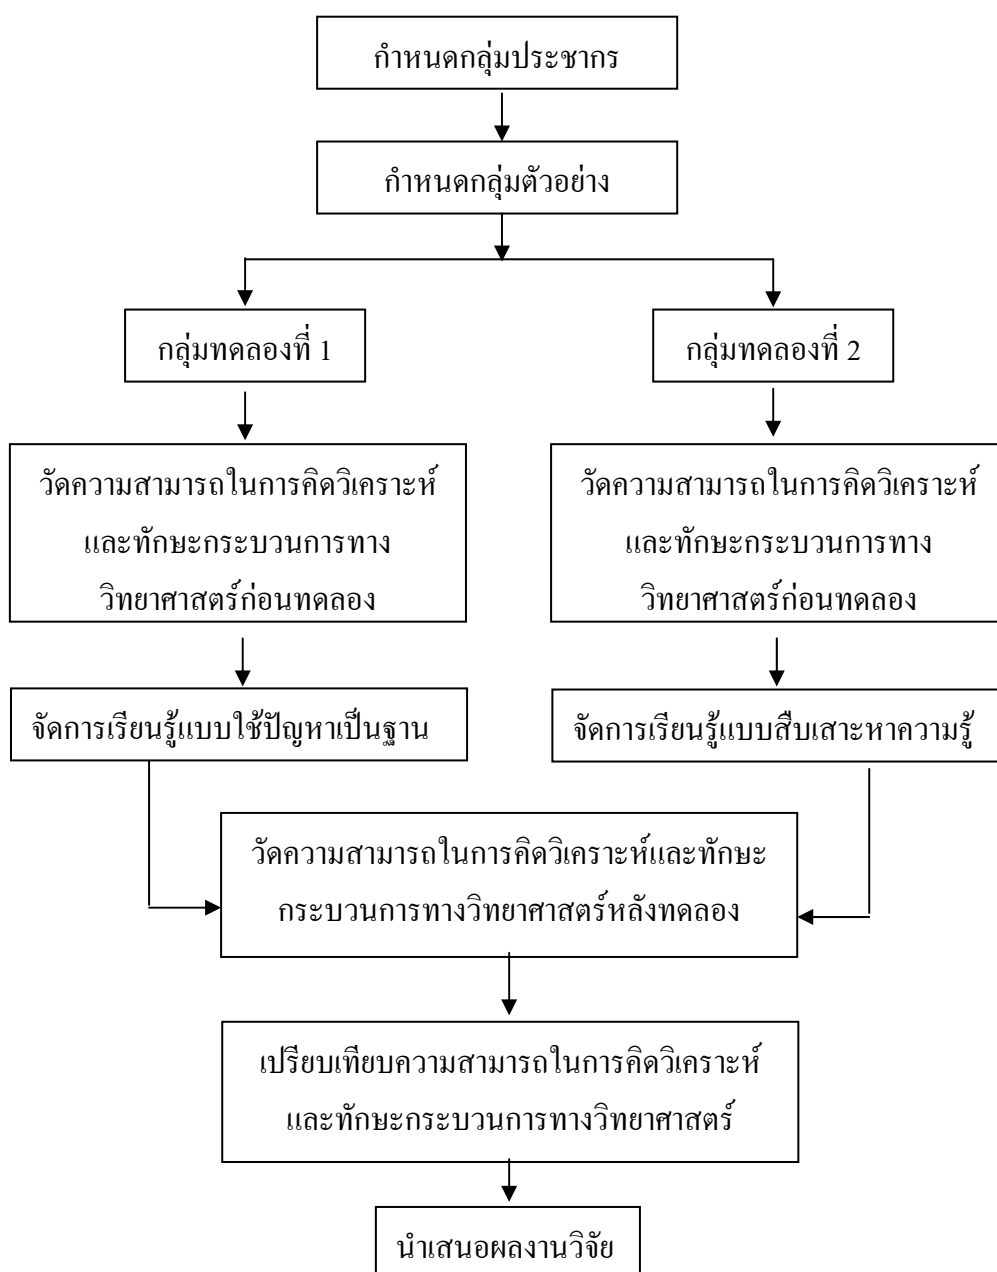 กำหนดกลุ่มประชากร
กำหนดกลุ่มตัวอย่าง
กลุ่มทดลองที่ 1
กลุ่มทดลองที่ 2
วัดความสามารถในการคิดวิเคราะห์
และทักษะกระบวนการทาง
วิทยาศาสตร์ก่อนทดลอง
วัดความสามารถในการคิดวิเคราะห์
และทักษะกระบวนการทาง
วิทยาศาสตร์ก่อนทดลอง
จัดการเรียนรู้แบบใช้ปัญหาเป็นฐาน
จัดการเรียนรู้แบบสืบเสาะหาความรู้
วัดความสามารถในการคิดวิเคราะห์และทักษะ
กระบวนการทางวิทยาศาสตร์หลังทดลอง
เปรียบเทียบความสามารถในการคิดวิเคราะห์
และทักษะกระบวนการทางวิทยาศาสตร์
นำเสนอผลงานวิจัย